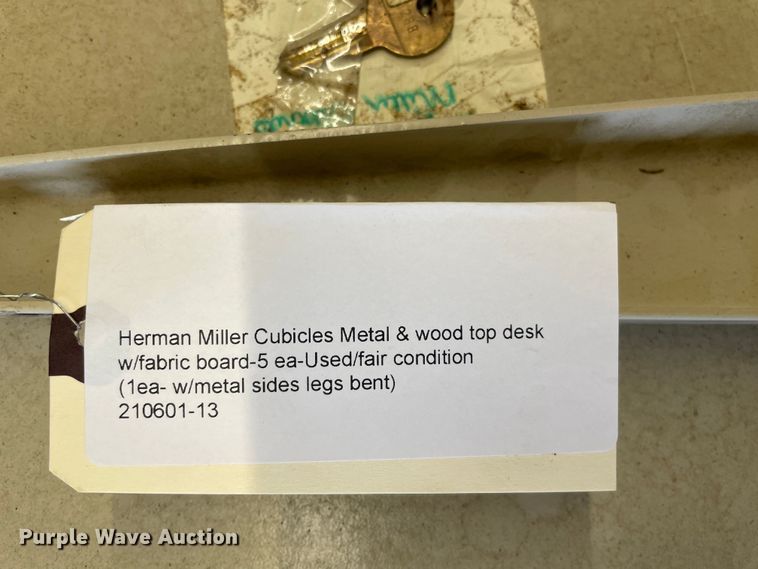 Miller
Herman Miller Cubicles Metal & wood top desk
w/fabric board-5 ea-Used/fair condition
(1ea- w/metal sides legs bent)
210601-13
Purple Wave Auction